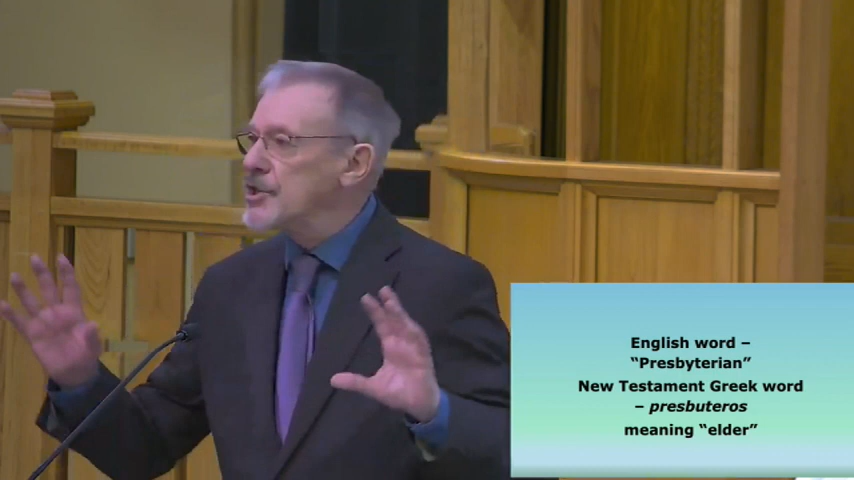 English word –
“Presbyterian”
New Testament Greek word
– presbuteros
meaning “elder”